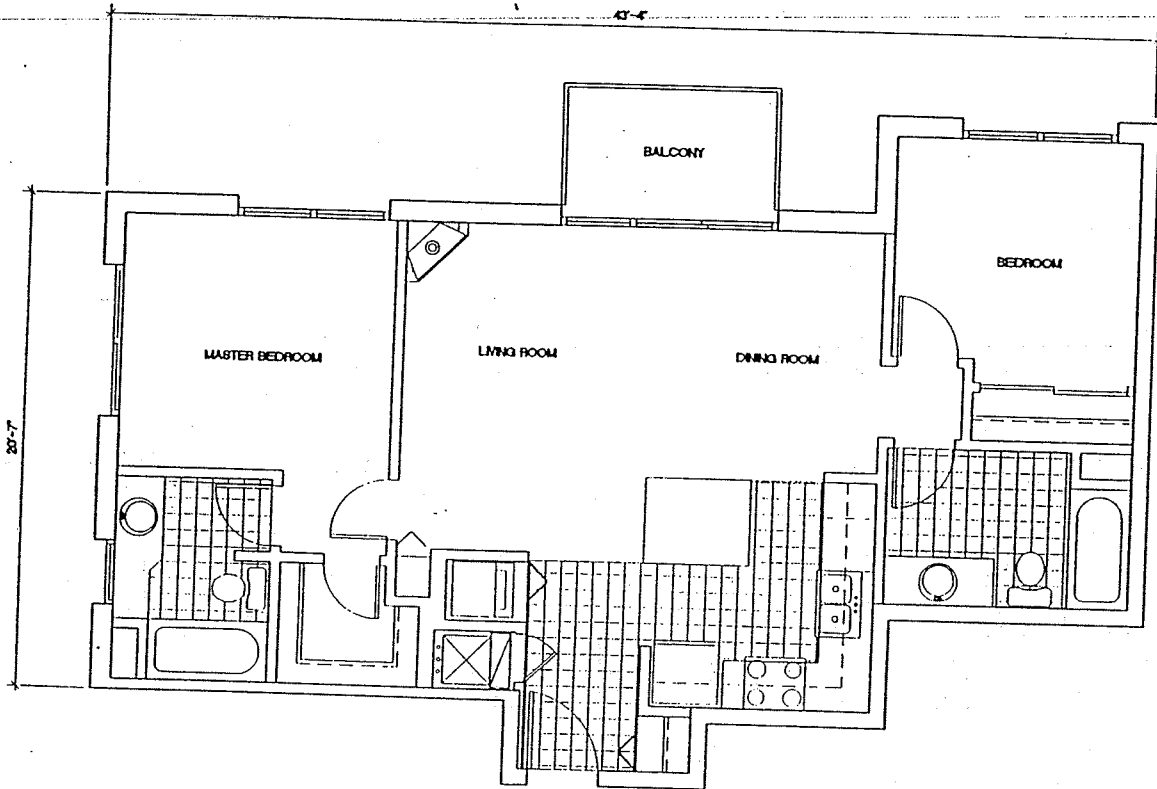 43'-4"
BALCONY
BEDROOM
MASTER BEDROOM
LIVING ROOM
DINING ROOM
20'-7"